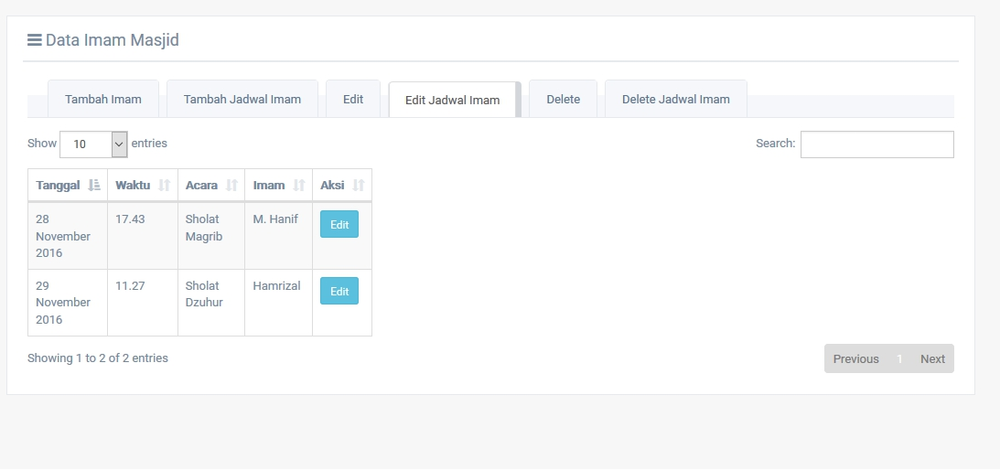 Data Imam Masjid
Tambah Imam Tambah Jadwal Imam Edit Edit Jadwal Imam Delete Delete Jadwal Imam
Show 10 entries Search:
Tanggal Waktu Acara Imam Aksi
28 17.43 Sholat M. Hanif Edit
November Magrib
2016
29 11.27 Sholat Hamrizal Edit
November Dzuhur
2016
Showing 1 to 2 of 2 entries Previous 1 Next